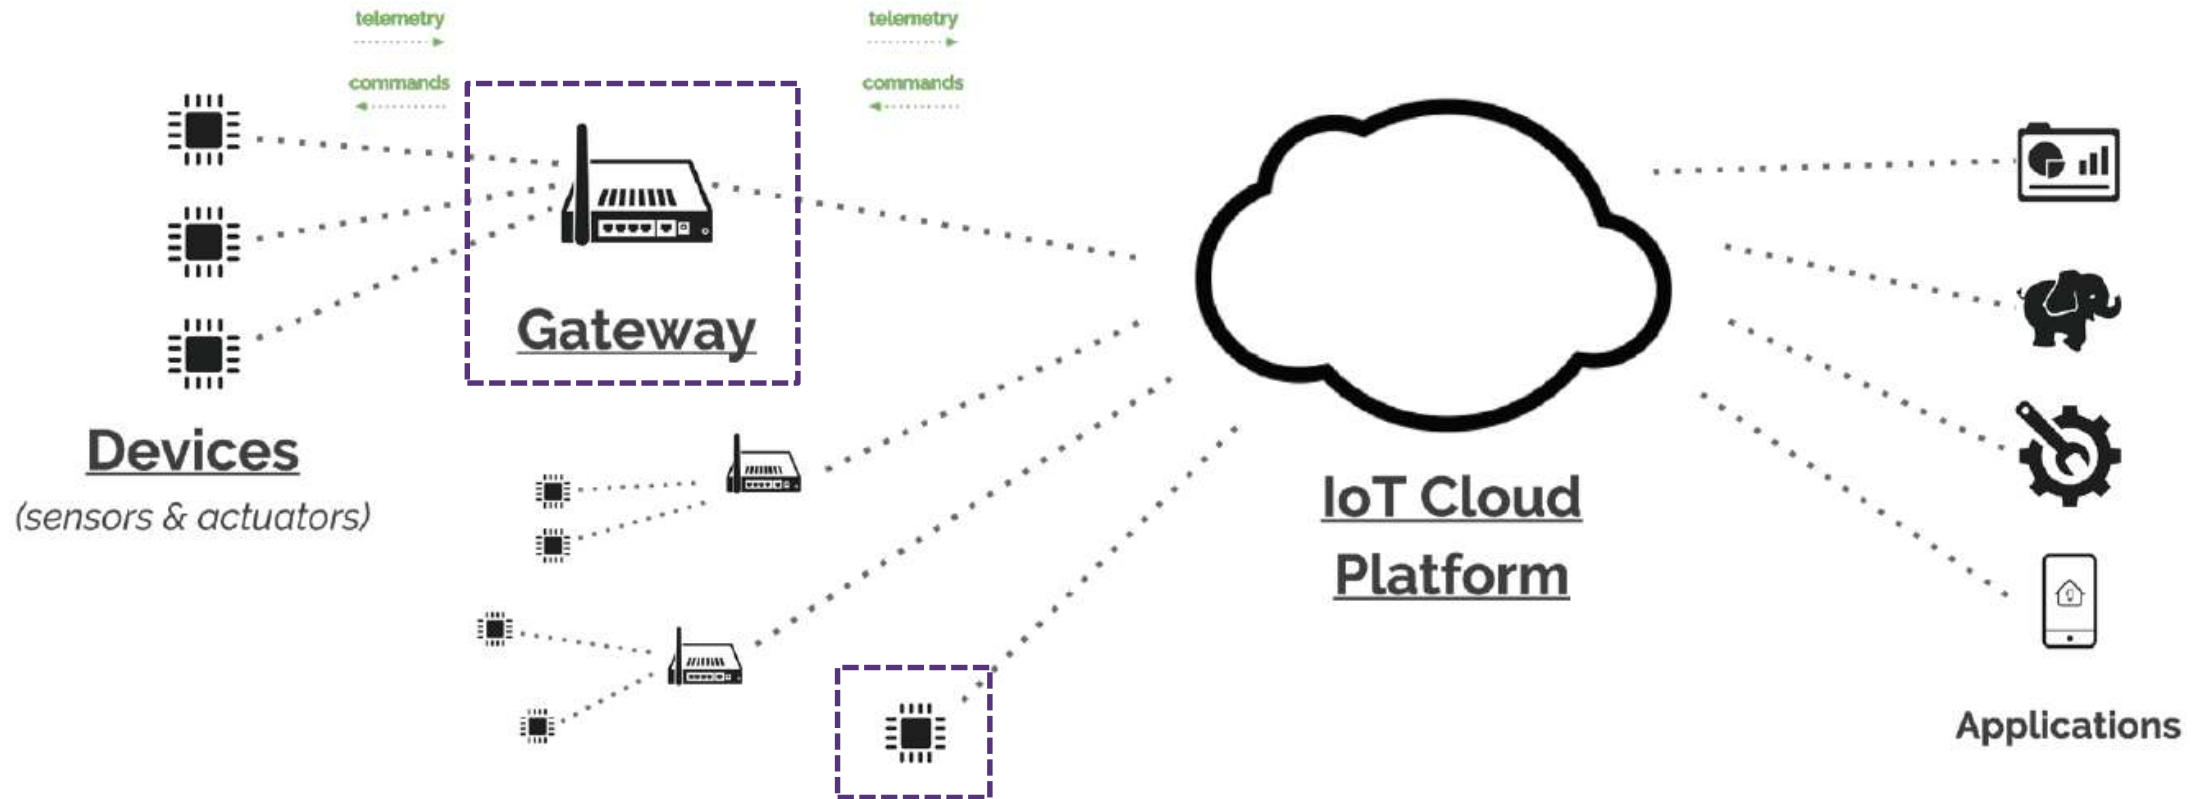 telemetry
commands
telemetry
commands
Gateway
Devices
(sensors & actuators)
IoT Cloud
Platform
Applications